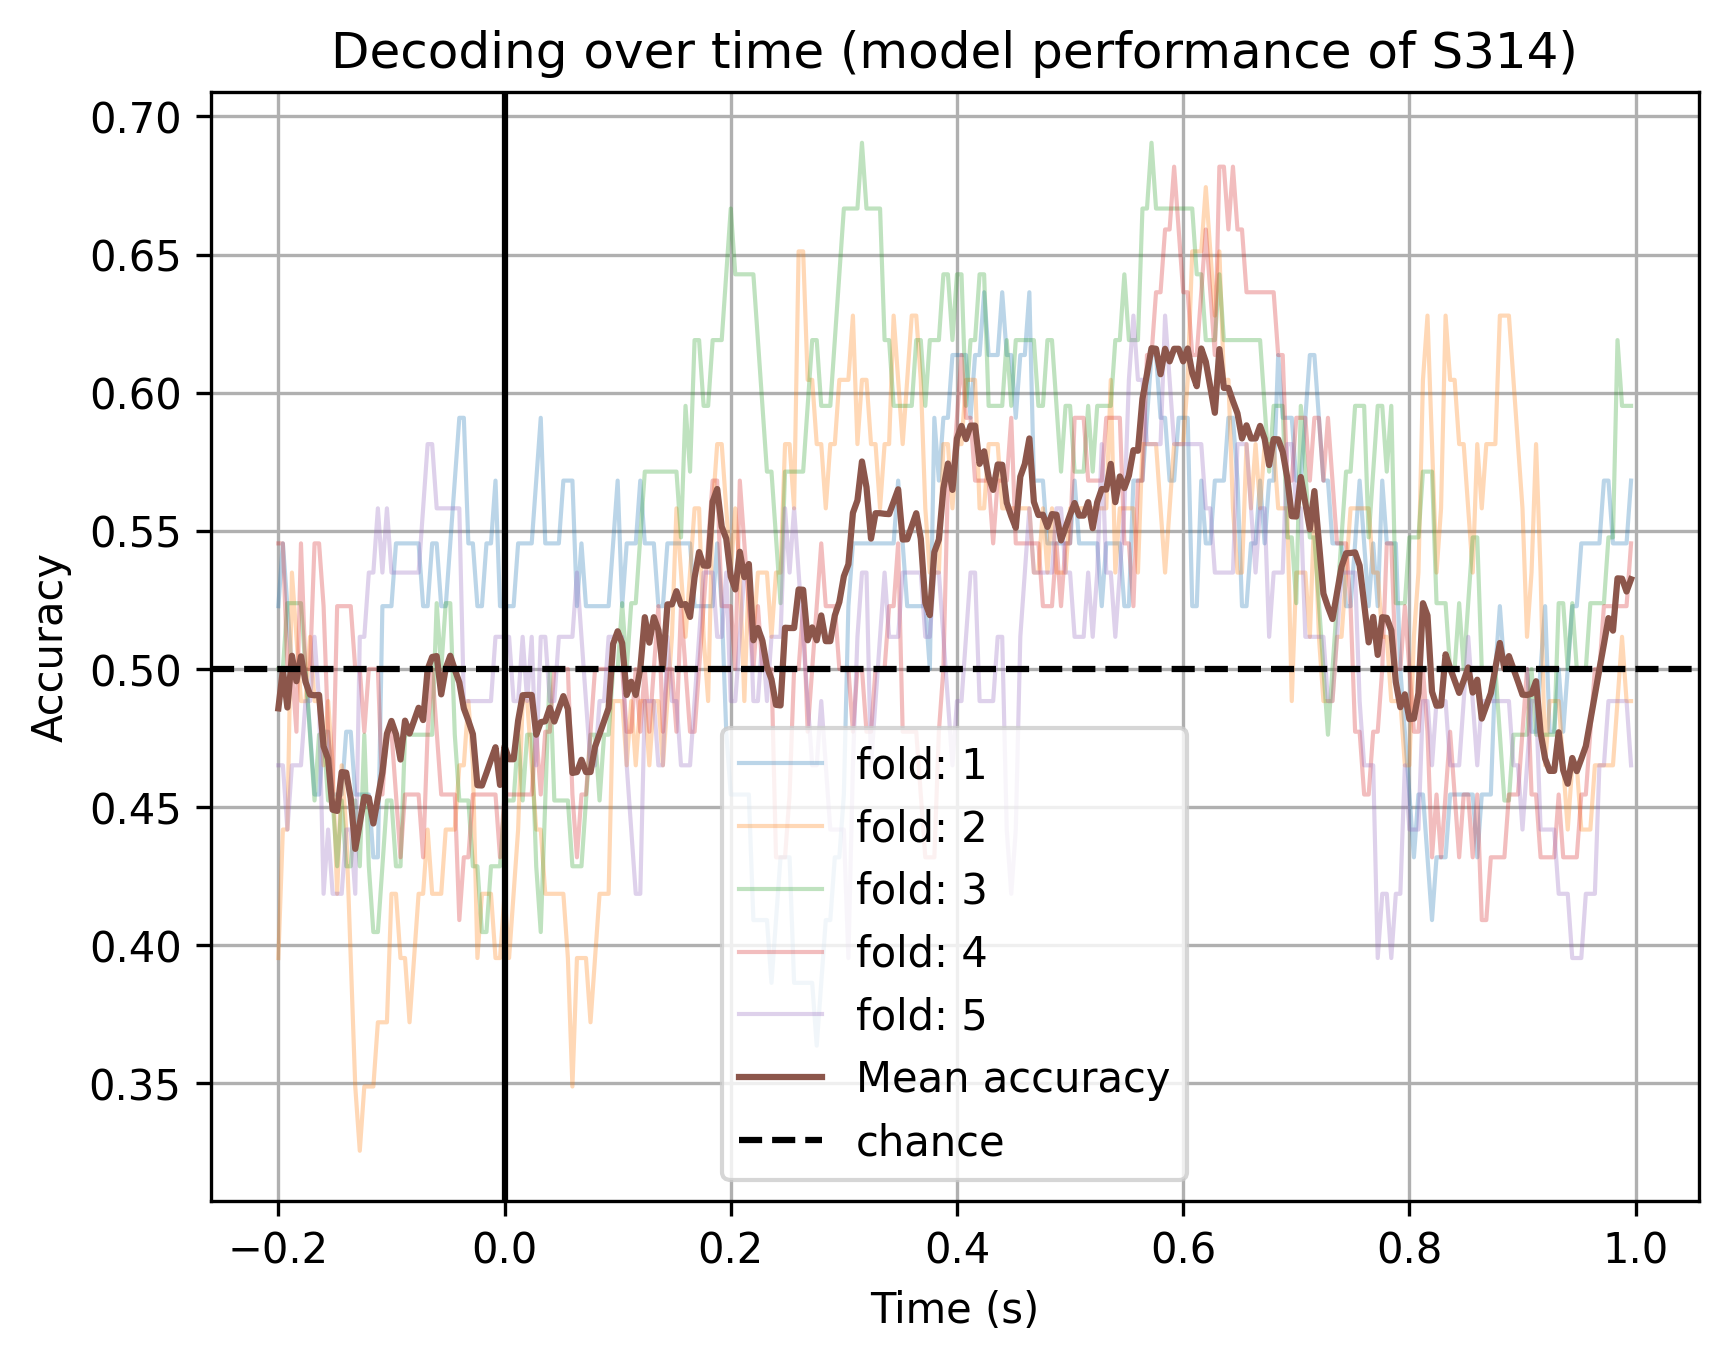 Decoding over time (model performance of S314)
Accuracy
0.70
0.65
0.60
0.55
0.50
0.45
0.40
0.35
fold: 1
fold: 2
fold: 3
fold: 4
fold: 5
Mean accuracy
chance
−0.2 0.0 0.2 0.4 0.6 0.8 1.0
Time (s)